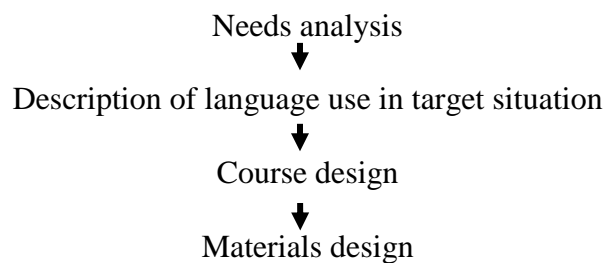 Needs analysis
Description of language use in target situation
Course design
Materials design